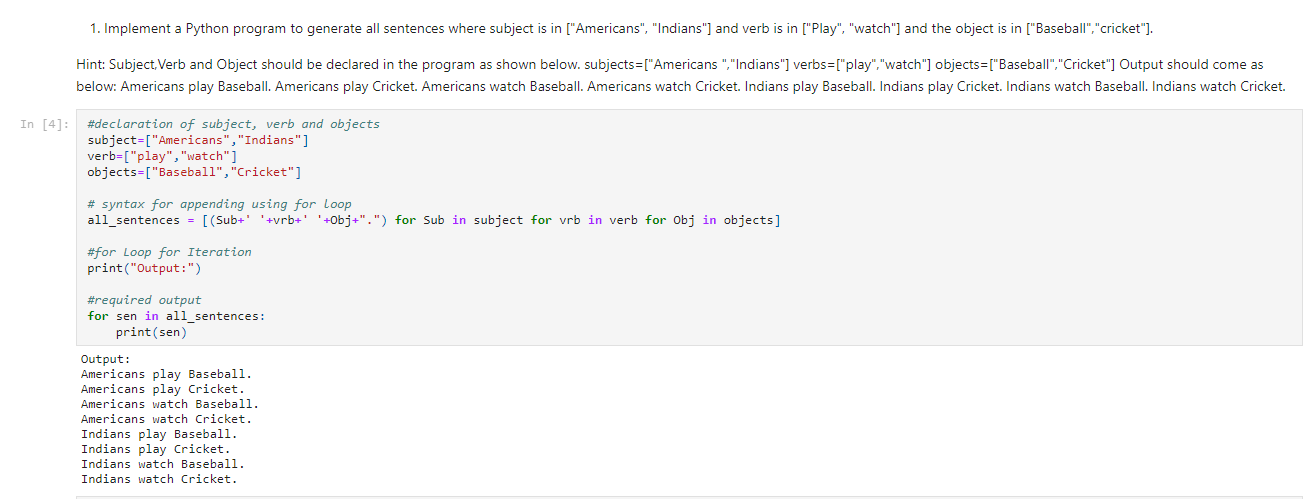 1. Implement a Python program to generate all sentences where subject is in ["Americans", "Indians"] and verb is in ["Play", "watch"] and the object is in ["Baseball","cricket"].
Hint: Subject,Verb and Object should be declared in the program as shown below. subjects=["Americans ","Indians"] verbs=["play","watch"] objects=["Baseball","Cricket"] Output should come as
below: Americans play Baseball. Americans play Cricket. Americans watch Baseball. Americans watch Cricket. Indians play Baseball. Indians play Cricket. Indians watch Baseball. Indians watch Cricket.
In [4]: #declaration of subject, verb and objects
subject=["Americans","Indians"]
verb=["play","watch"]
objects=["Baseball","Cricket"]
# syntax for appending using for loop
all_sentences = [(Sub+' '+vrb+' '+Obj+".") for Sub in subject for vrb in verb for Obj in objects]
#for Loop for Iteration
print("Output:")
#required output
for sen in all_sentences:
    print(sen)
Output:
Americans play Baseball.
Americans play Cricket.
Americans watch Baseball.
Americans watch Cricket.
Indians play Baseball.
Indians play Cricket.
Indians watch Baseball.
Indians watch Cricket.